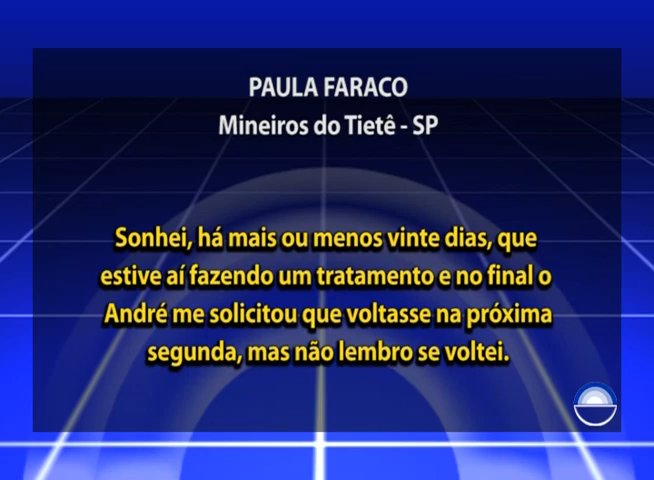 PAULA FARACO
Mineiros do Tietê - SP
Sonhei, há mais ou menos vinte dias, que
estive aí fazendo um tratamento e no final o
André me solicitou que voltasse na próxima
segunda, mas não lembro se voltei.